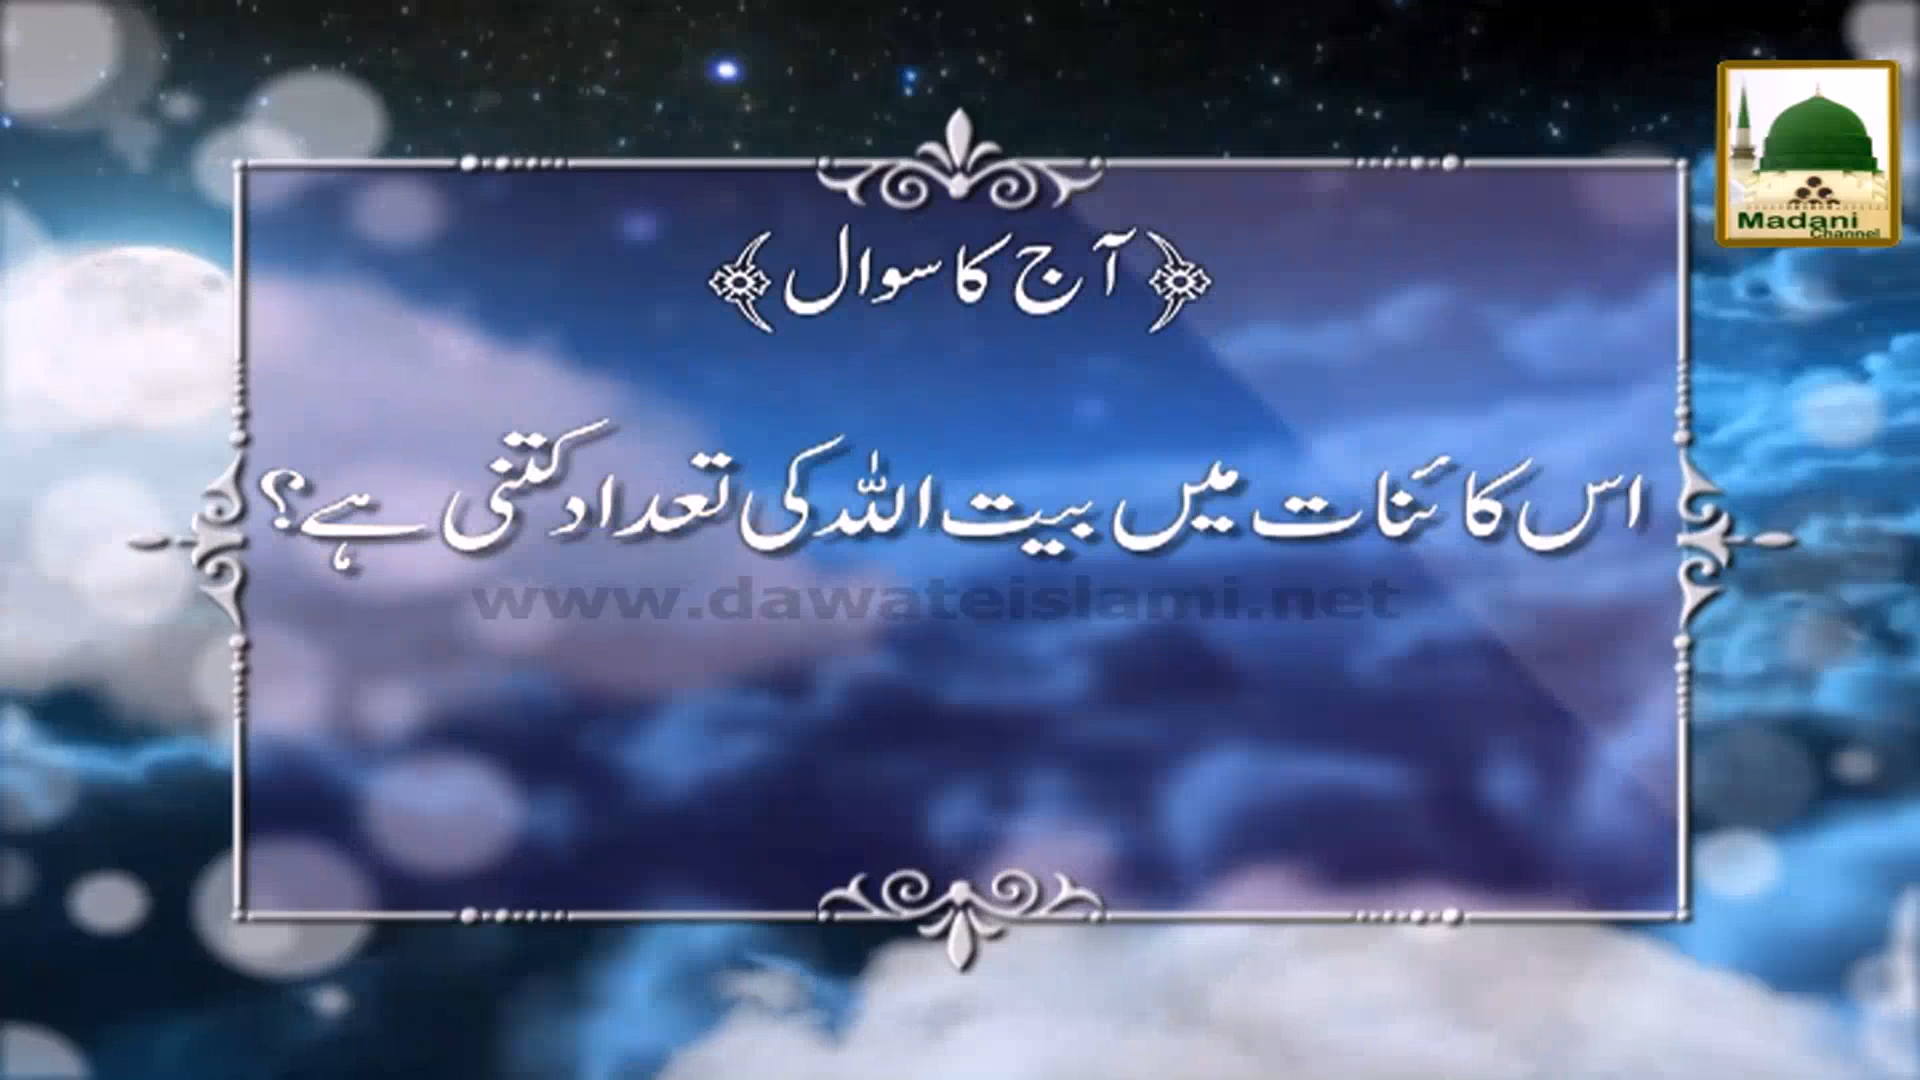 Madani
Channel
﴿آج کا سوال﴾
اس کائنات میں بیت اللہ کی تعداد کتنی ہے؟
www.dawateislami.net